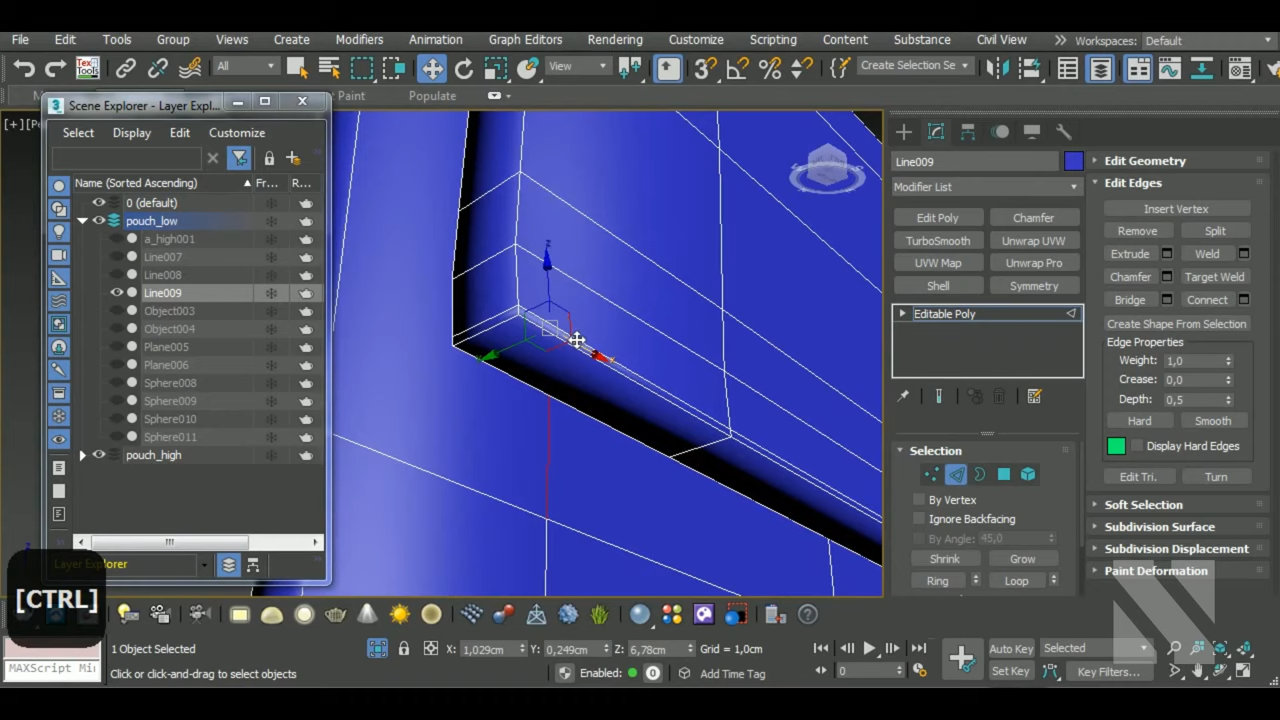 File Edit Tools Group Views Create Modifiers Animation Graph Editors Rendering Customize Scripting Content Substance Civil View Workspaces: Default
All View Create Selection Se
Paint Populate
Scene Explorer - Layer Expl...
[+] [Pe
Select Display Edit Customize
Name (Sorted Ascending) Fr... R...
0 (default)
pouch_low
a_high001
Line007
Line008
Line009
Object003
Object004
Plane005
Plane006
Sphere008
Sphere009
Sphere010
Sphere011
pouch_high
Layer Explorer
[CTRL]
Line009
Modifier List
Edit Poly Chamfer
TurboSmooth Unwrap UVW
UVW Map Unwrap Pro
Shell Symmetry
Editable Poly
Selection
By Vertex
Ignore Backfacing
By Angle: 45,0
Shrink Grow
Ring Loop
Edit Geometry
Edit Edges
Insert Vertex
Remove Split
Extrude Weld
Chamfer Target Weld
Bridge Connect
Create Shape From Selection
Edge Properties
Weight: 1,0
Crease: 0,0
Depth: 0,5
Hard Smooth
Display Hard Edges
Edit Tri. Turn
Soft Selection
Subdivision Surface
Subdivision Displacement
Paint Deformation
1 Object Selected X: 1,029cm Y: 0,249cm Z: 6,78cm Grid = 1,0cm Auto Key Selected
MAXScript Mi Click or click-and-drag to select objects Enabled: 0 Add Time Tag 0 Set Key Key Filters...